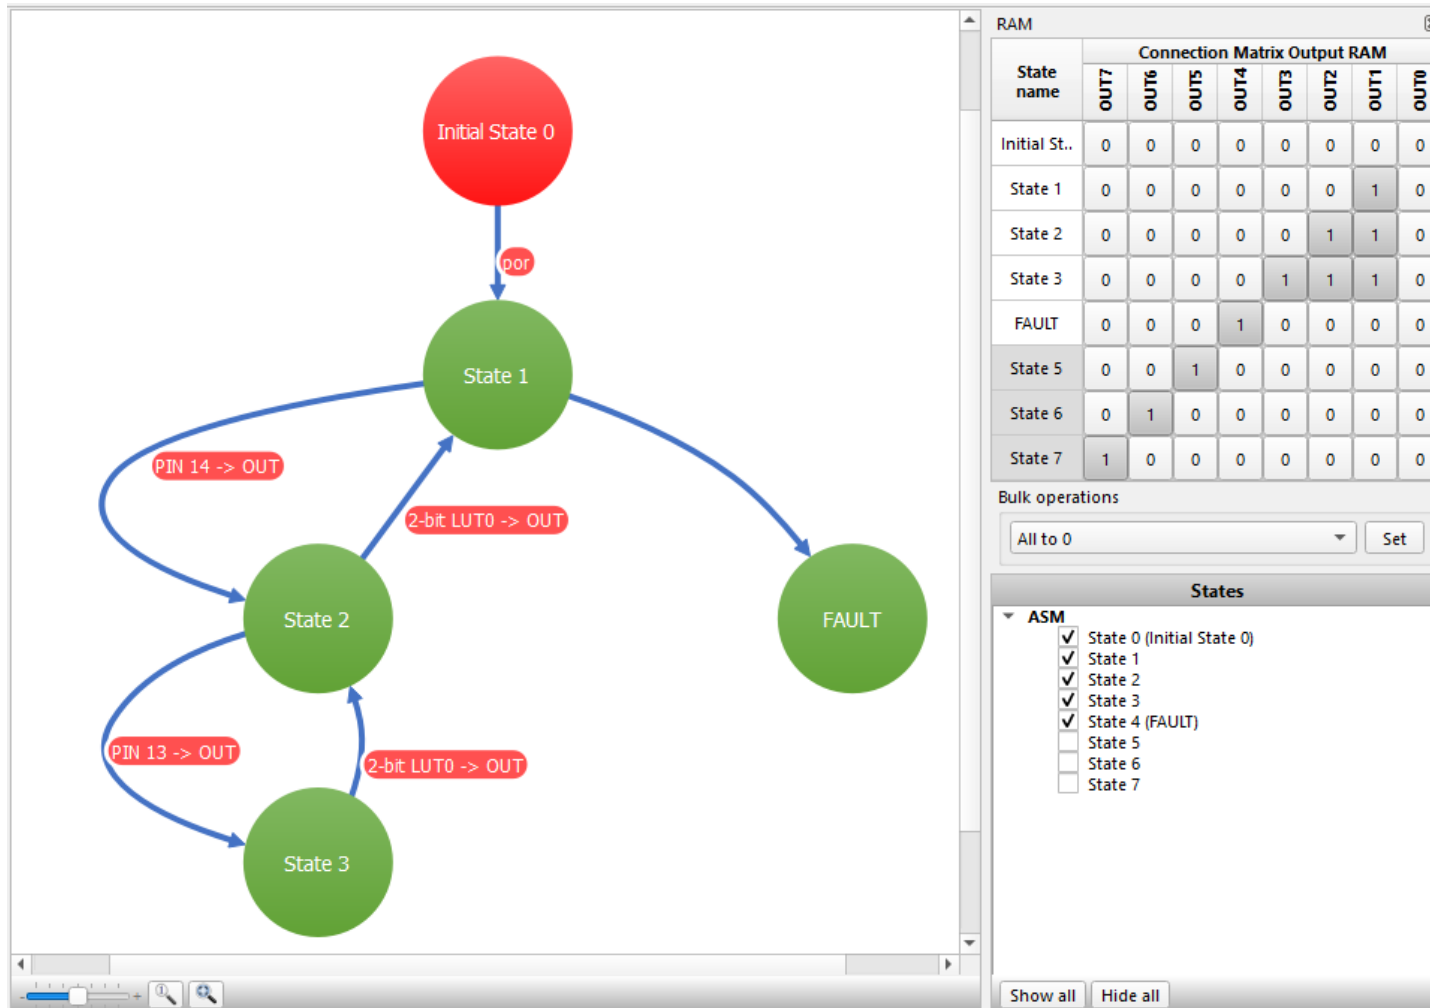 Initial State 0
por
State 1
PIN 14 -> OUT
2-bit LUT0 -> OUT
State 2
FAULT
PIN 13 -> OUT
2-bit LUT0 -> OUT
State 3
- +
1
RAM
State name Connection Matrix Output RAM
OUT7 OUT6 OUT5 OUT4 OUT3 OUT2 OUT1 OUT0
Initial St.. 0 0 0 0 0 0 0 0
State 1 0 0 0 0 0 0 1 0
State 2 0 0 0 0 0 1 1 0
State 3 0 0 0 0 1 1 1 0
FAULT 0 0 0 1 0 0 0 0
State 5 0 0 1 0 0 0 0 0
State 6 0 1 0 0 0 0 0 0
State 7 1 0 0 0 0 0 0 0
Bulk operations
All to 0 Set
States
ASM
State 0 (Initial State 0)
State 1
State 2
State 3
State 4 (FAULT)
State 5
State 6
State 7
Show all Hide all